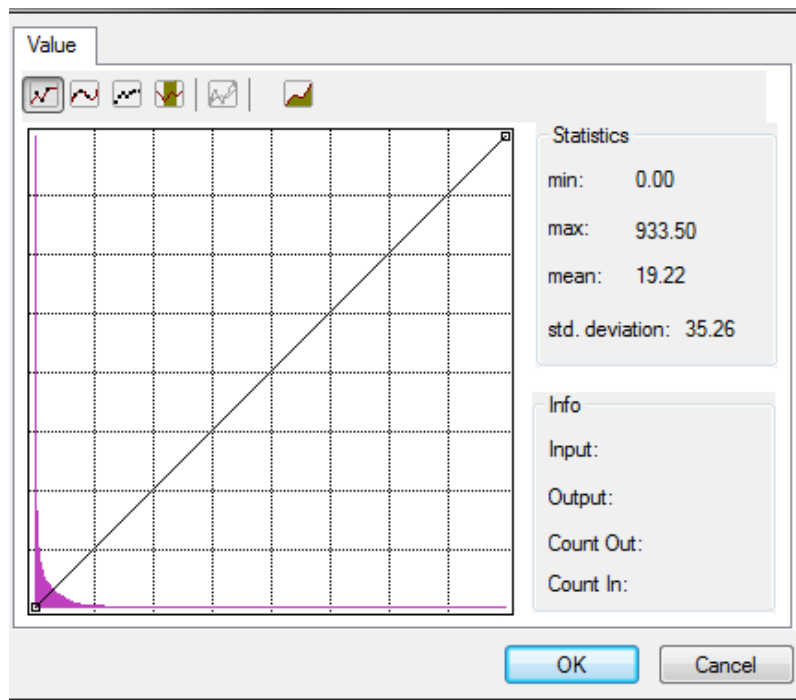 Value
Statistics
min: 0.00
max: 933.50
mean: 19.22
std. deviation: 35.26
Info
Input:
Output:
Count Out:
Count In:
OK
Cancel